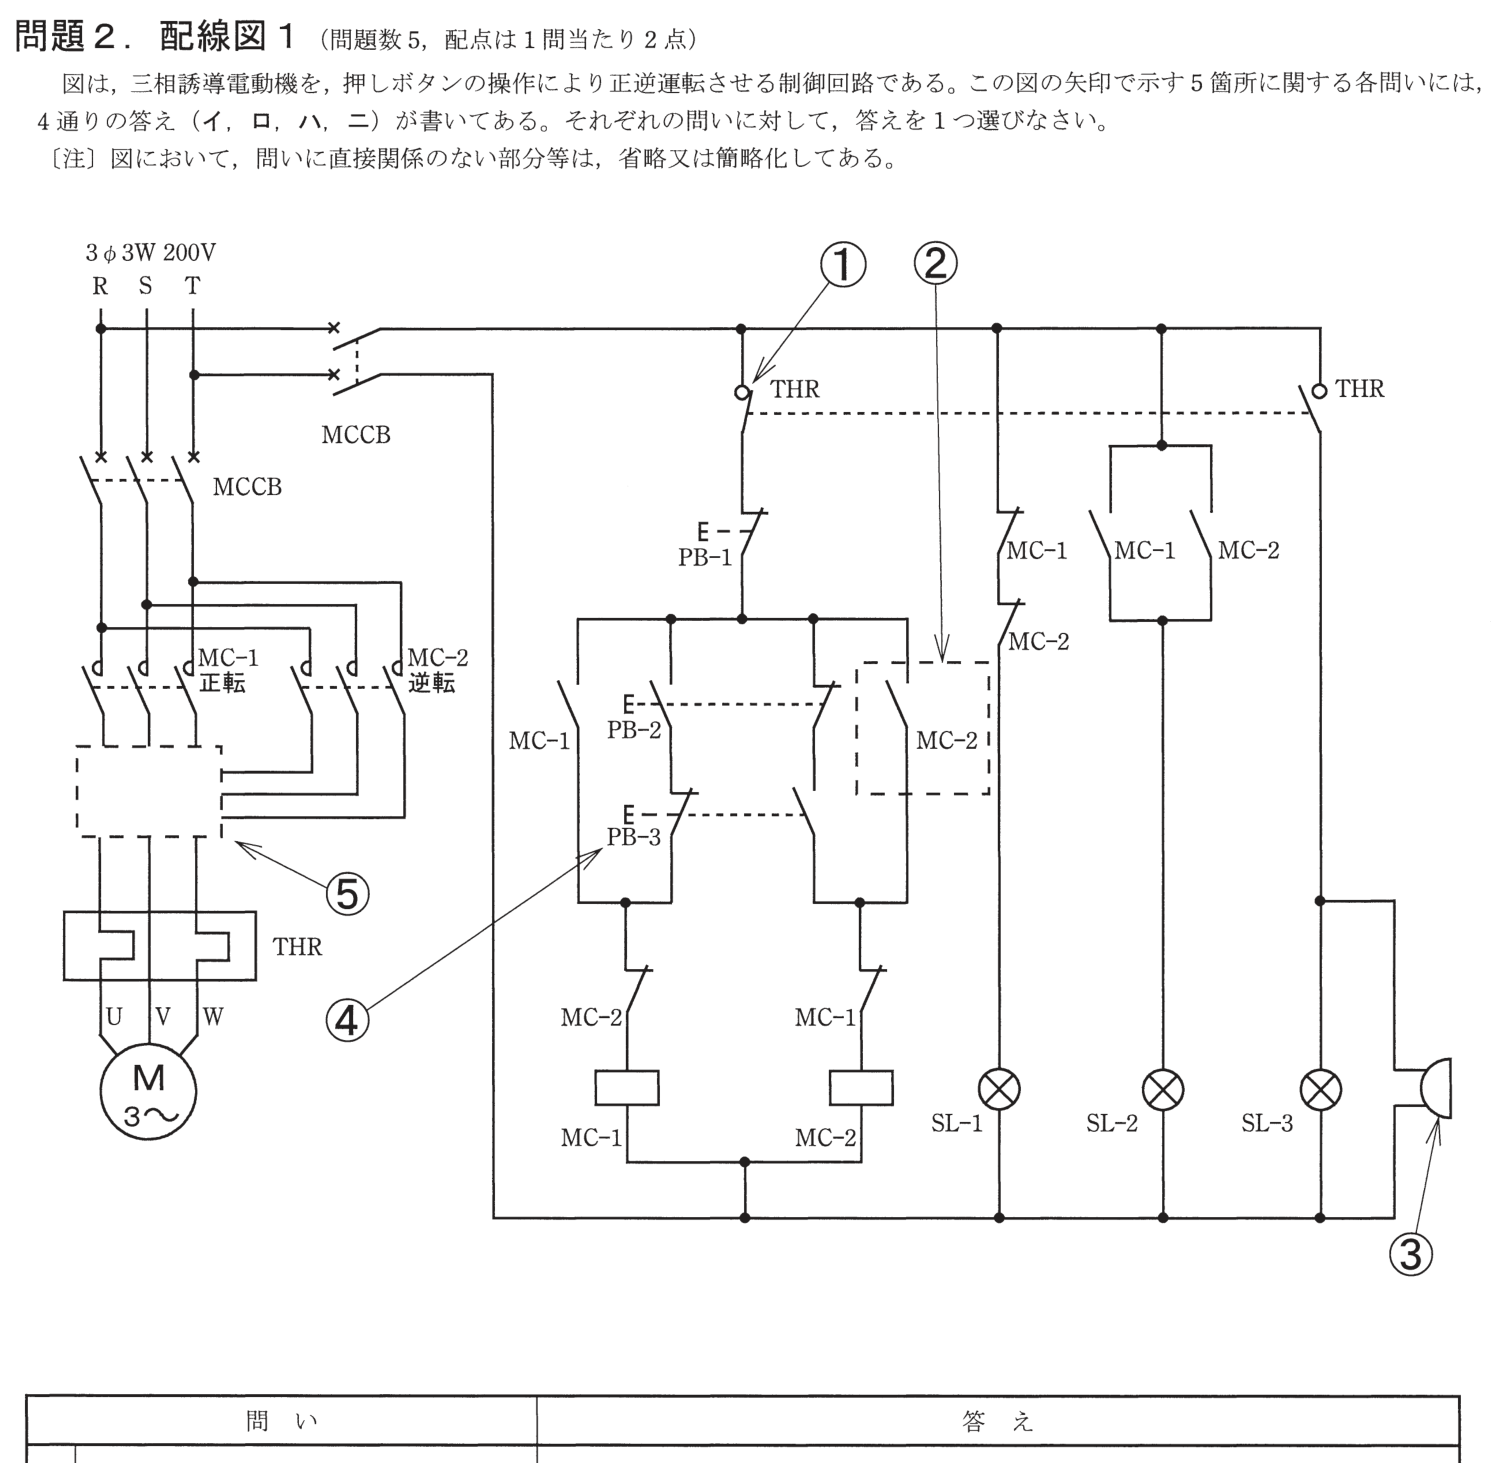 問題2．配線図1（問題数5，配点は1問当たり2点）
図は，三相誘導電動機を，押しボタンの操作により正逆運転させる制御回路である。この図の矢印で示す5箇所に関する各問いには，
4通りの答え（イ，ロ，ハ，ニ）が書いてある。それぞれの問いに対して，答えを1つ選びなさい。
〔注〕図において，問いに直接関係のない部分等は，省略又は簡略化してある。
3φ3W 200V
R S T
①
②
THR
THR
MCCB
MCCB
PB-1
MC-1
MC-1
MC-2
MC-2
MC-1
正転
MC-2
逆転
MC-1
PB-2
MC-2
PB-3
⑤
THR
④
U V W
M
3～
MC-2
MC-1
MC-1
MC-2
SL-1
SL-2
SL-3
③
問い
答え